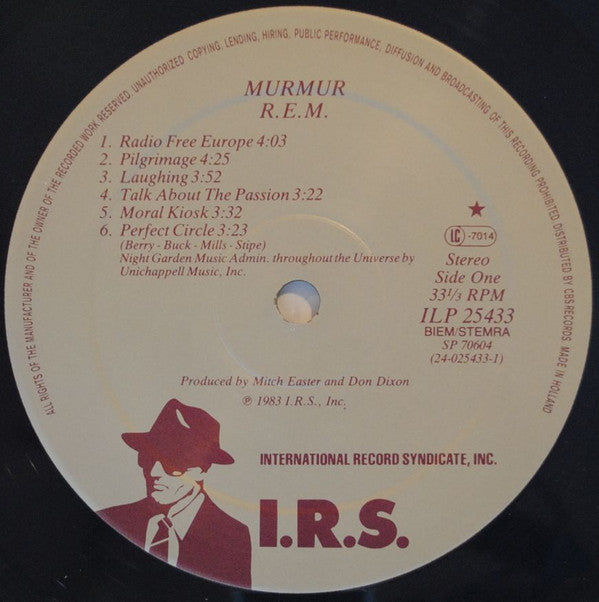 ALL RIGHTS OF THE MANUFACTURER AND OF THE OWNER OF THE RECORDED WORK RESERVED. UNAUTHORIZED COPYING, LENDING, HIRING, PUBLIC PERFORMANCE, DIFFUSION AND BROADCASTING OF THIS RECORDING PROHIBITED. DISTRIBUTED BY CBS RECORDS. MADE IN HOLLAND
MURMUR
R.E.M.
1. Radio Free Europe 4:03
2. Pilgrimage 4:25
3. Laughing 3:52
4. Talk About The Passion 3:22
5. Moral Kiosk 3:32
6. Perfect Circle 3:23
(Berry - Buck - Mills - Stipe)
Night Garden Music Admin. throughout the Universe by
Unichappell Music, Inc.
LC -7014
Stereo
Side One
33 1/3 RPM
ILP 25433
BIEM/STEMRA
SP 70604
(24-025433-1)
Produced by Mitch Easter and Don Dixon
℗ 1983 I.R.S., Inc.
INTERNATIONAL RECORD SYNDICATE, INC.
I.R.S.